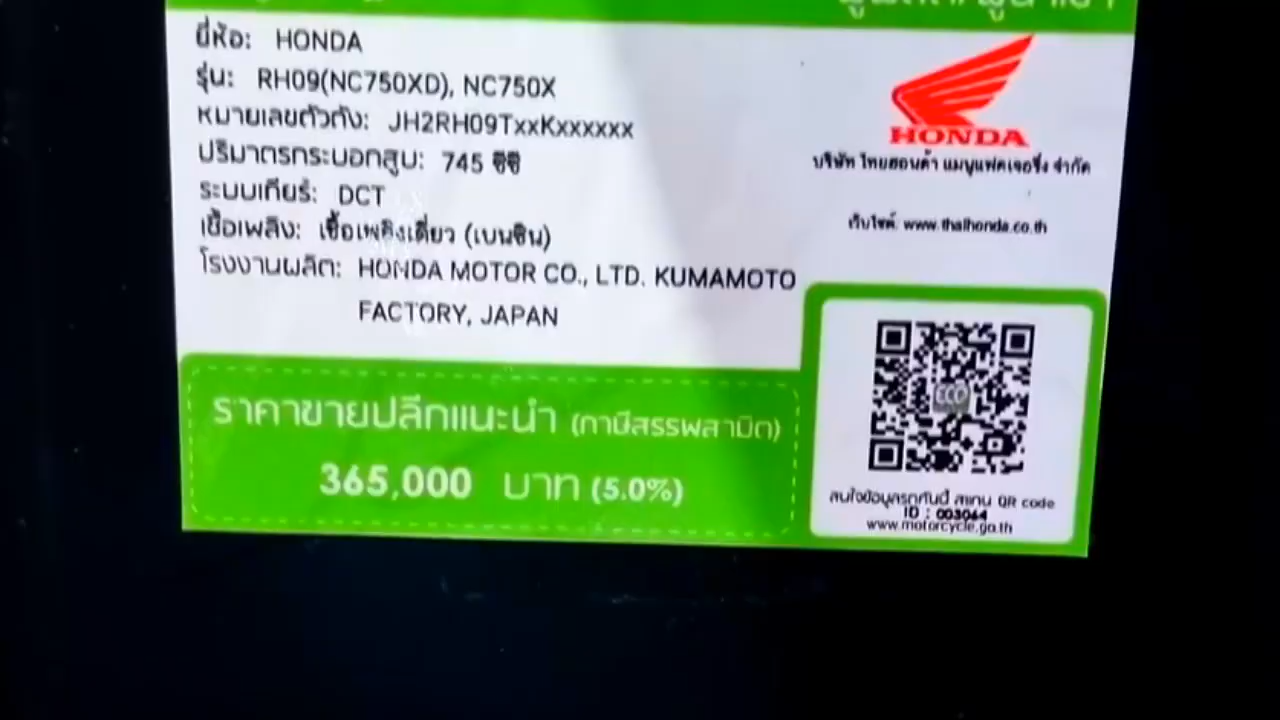 ยี่ห้อ: HONDA
รุ่น: RH09(NC750XD), NC750X
หมายเลขตัวถัง: JH2RH09TxxKxxxxxx
ปริมาตรกระบอกสูบ: 745 ซีซี
ระบบเกียร์: DCT
เชื้อเพลิง: เชื้อเพลิงเดี่ยว (เบนซิน)
โรงงานผลิต: HONDA MOTOR CO., LTD. KUMAMOTO
FACTORY, JAPAN
HONDA
บริษัท ไทยฮอนด้า แมนูแฟคเจอริ่ง จำกัด
เว็บไซต์: www.thaihonda.co.th
ราคาขายปลีกแนะนำ (ภาษีสรรพสามิต)
365,000 บาท (5.0%)
ECO
สนใจข้อมูลรถคันนี้ สแกน QR code
ID : 003064
www.motorcycle.go.th